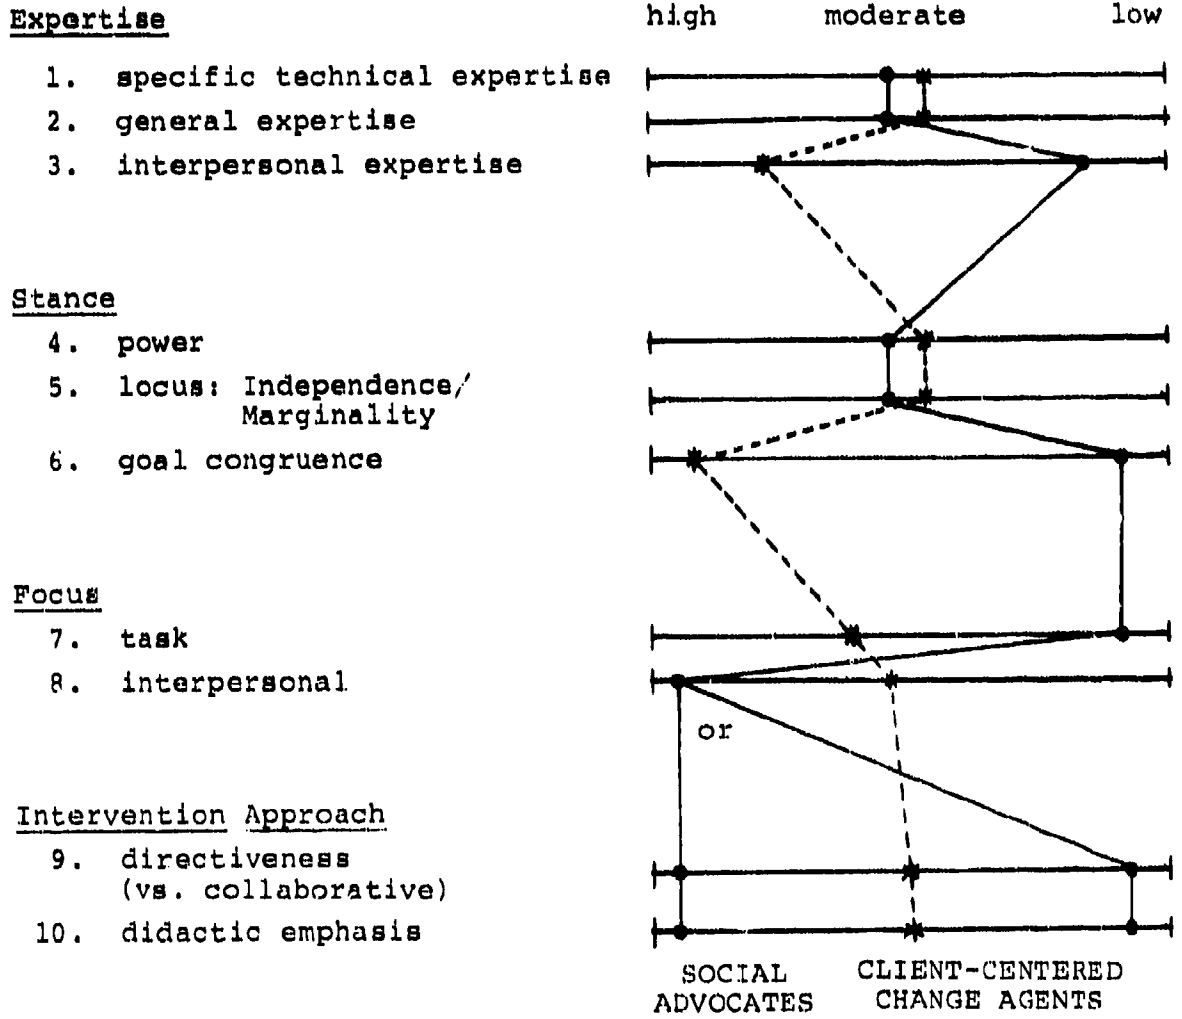 Expertise high moderate low
1. specific technical expertise
2. general expertise
3. interpersonal expertise
Stance
4. power
5. locus: Independence/
Marginality
6. goal congruence
Focus
7. task
8. interpersonal
or
Intervention Approach
9. directiveness
(vs. collaborative)
10. didactic emphasis
SOCIAL CLIENT-CENTERED
ADVOCATES CHANGE AGENTS